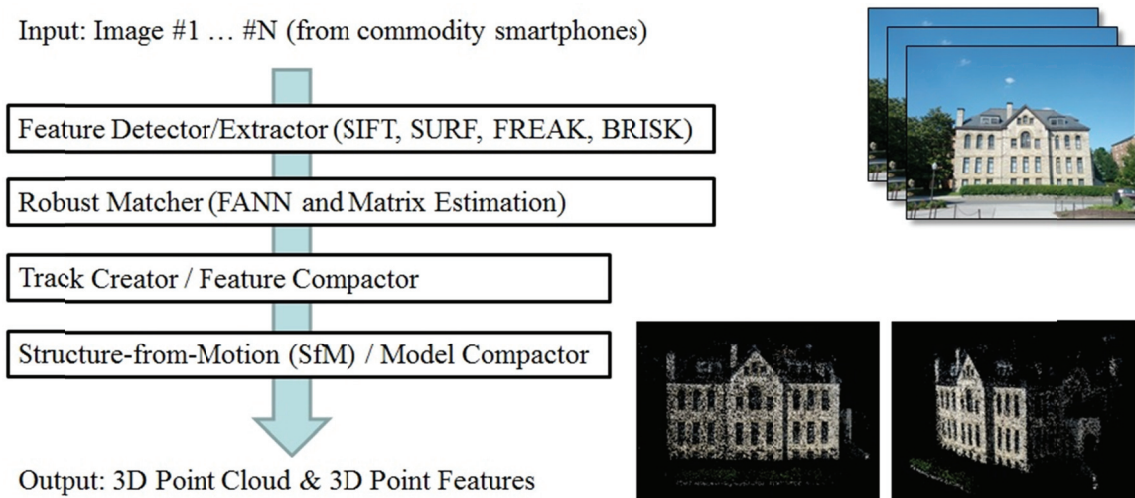 Input: Image #1 … #N (from commodity smartphones)
Feature Detector/Extractor (SIFT, SURF, FREAK, BRISK)
Robust Matcher (FANN and Matrix Estimation)
Track Creator / Feature Compactor
Structure-from-Motion (SfM) / Model Compactor
Output: 3D Point Cloud & 3D Point Features